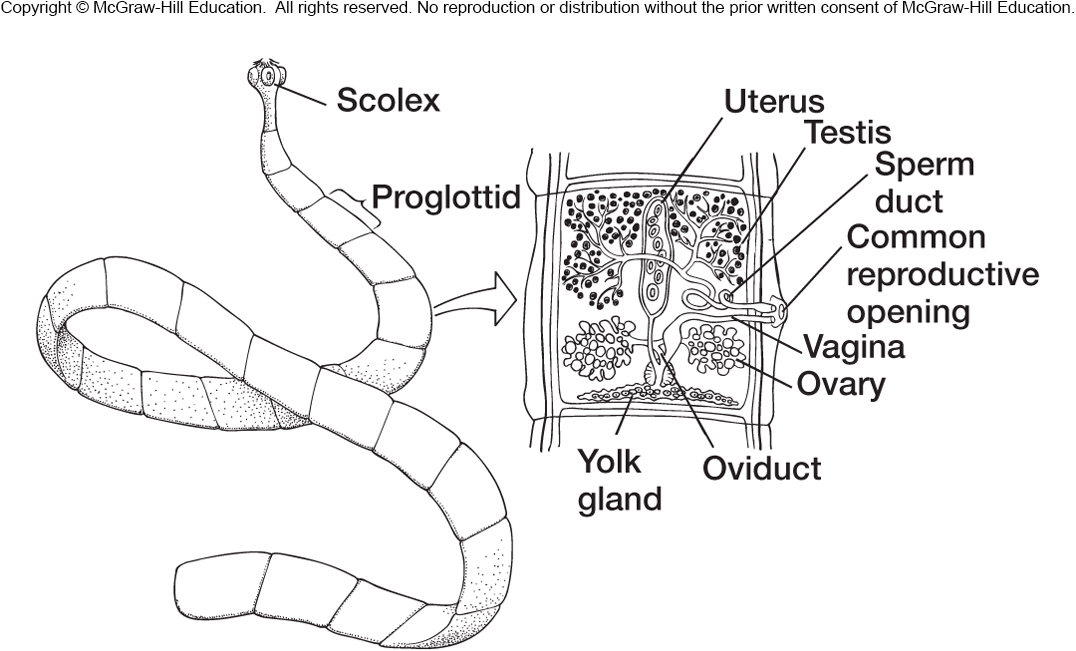 Copyright © McGraw-Hill Education.  All rights reserved. No reproduction or distribution without the prior written consent of McGraw-Hill Education.
Scolex
Proglottid
Uterus
Testis
Sperm
duct
Common
reproductive
opening
Vagina
Ovary
Yolk
gland
Oviduct